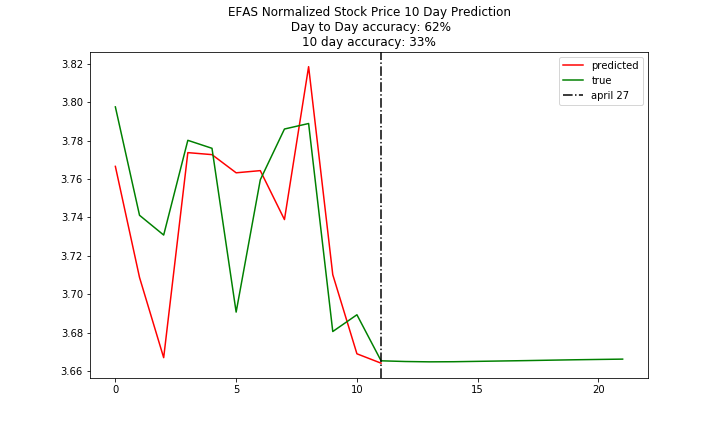 EFAS Normalized Stock Price 10 Day Prediction
Day to Day accuracy: 62%
10 day accuracy: 33%
predicted
true
april 27
3.82
3.80
3.78
3.76
3.74
3.72
3.70
3.68
3.66
0
5
10
15
20